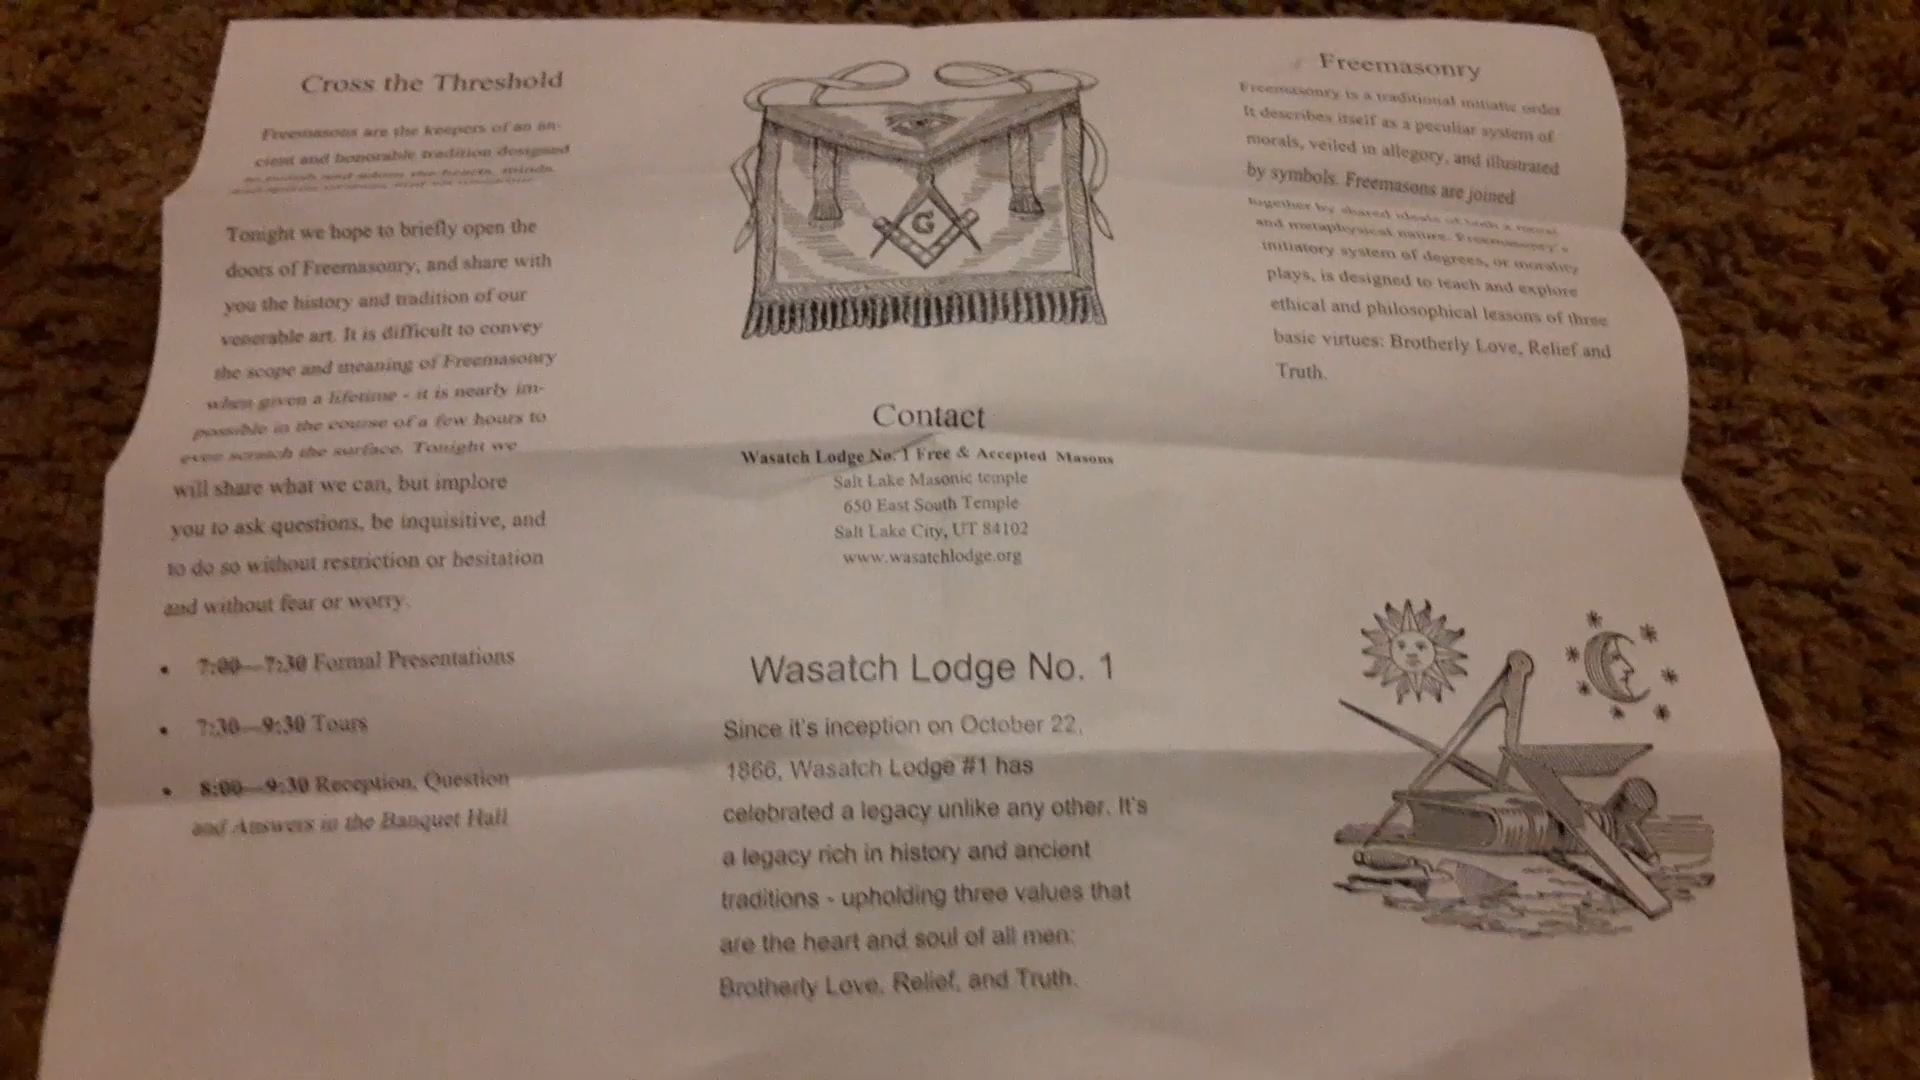 Cross the Threshold
Freemasons are the keepers of an an-
cient and honorable tradition designed
minds,
Tonight we hope to briefly open the
doors of Freemasonry, and share with
you the history and tradition of our
venerable art. It is difficult to convey
the scope and meaning of Freemasonry
when given a lifetime - it is nearly im-
possible in the course of a few hours to
even scratch the surface. Tonight we
will share what we can, but implore
you to ask questions, be inquisitive, and
to do so without restriction or hesitation
and without fear or worry.
• 7:00—7:30 Formal Presentations
• 7:30—9:30 Tours
• 8:00—9:30 Reception, Question
and Answers in the Banquet Hall
G
Contact
Wasatch Lodge No. 1 Free & Accepted Masons
Salt Lake Masonic temple
650 East South Temple
Salt Lake City, UT 84102
www.wasatchlodge.org
Wasatch Lodge No. 1
Since it's inception on October 22,
1866, Wasatch Lodge #1 has
celebrated a legacy unlike any other. It's
a legacy rich in history and ancient
traditions - upholding three values that
are the heart and soul of all men:
Brotherly Love, Relief, and Truth.
Freemasonry
Freemasonry is a traditional initiatic order
It describes itself as a peculiar system of
morals, veiled in allegory, and illustrated
by symbols. Freemasons are joined
together by shared ideals of both a moral
and metaphysical nature. Freemasonry's
initiatory system of degrees, or morality
plays, is designed to teach and explore
ethical and philosophical lessons of three
basic virtues: Brotherly Love, Relief and
Truth.